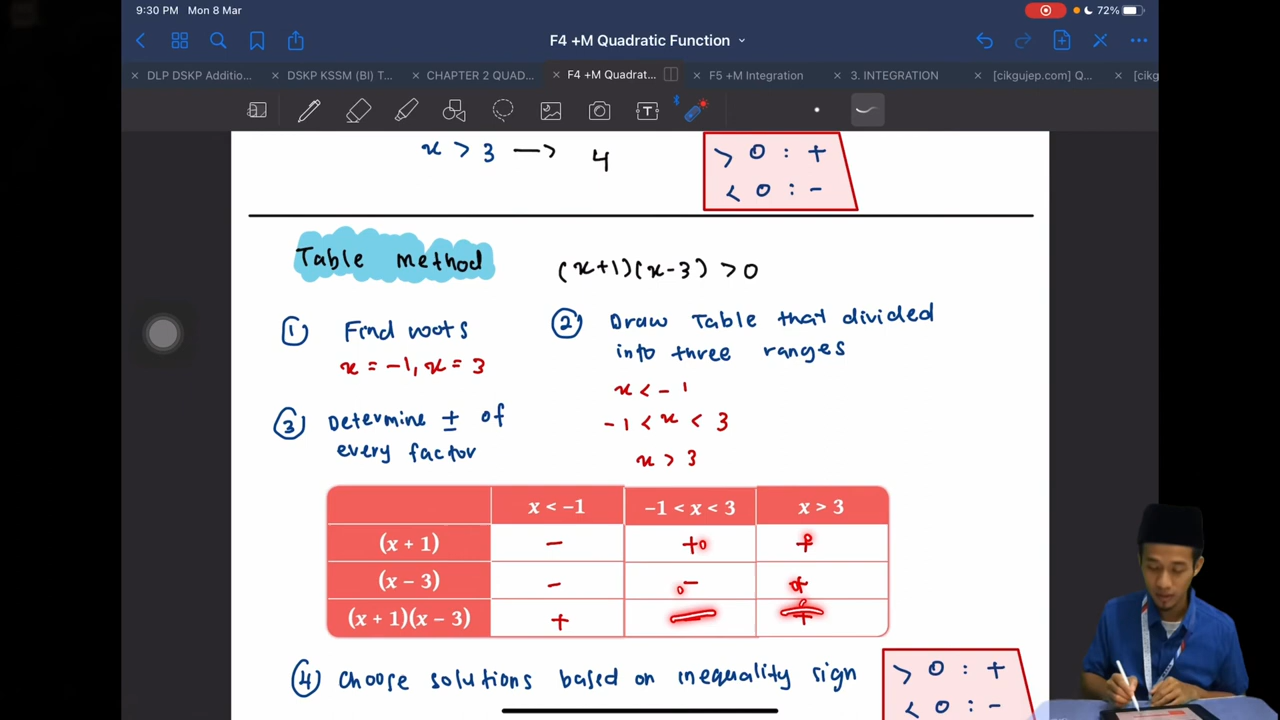 9:30 PM Mon 8 Mar
72%
F4 +M Quadratic Function
DLP DSKP Additio...
DSKP KSSM (BI) T...
CHAPTER 2 QUAD...
F4 +M Quadrat...
F5 +M Integration
3. INTEGRATION
[cikgujep.com] Q...
[cikg
x > 3 → 4
> 0 : +
< 0 : -
Table method
(x+1)(x-3) > 0
① Find roots
x = -1, x = 3
② Draw Table that divided
into three ranges
x < -1
-1 < x < 3
x > 3
③ Determine ± of
every factor
x < −1 −1 < x < 3 x > 3
(x + 1) - + +
(x − 3) - - +
(x + 1)(x − 3) + - +
④ Choose solutions based on inequality sign
> 0 : +
< 0 : -